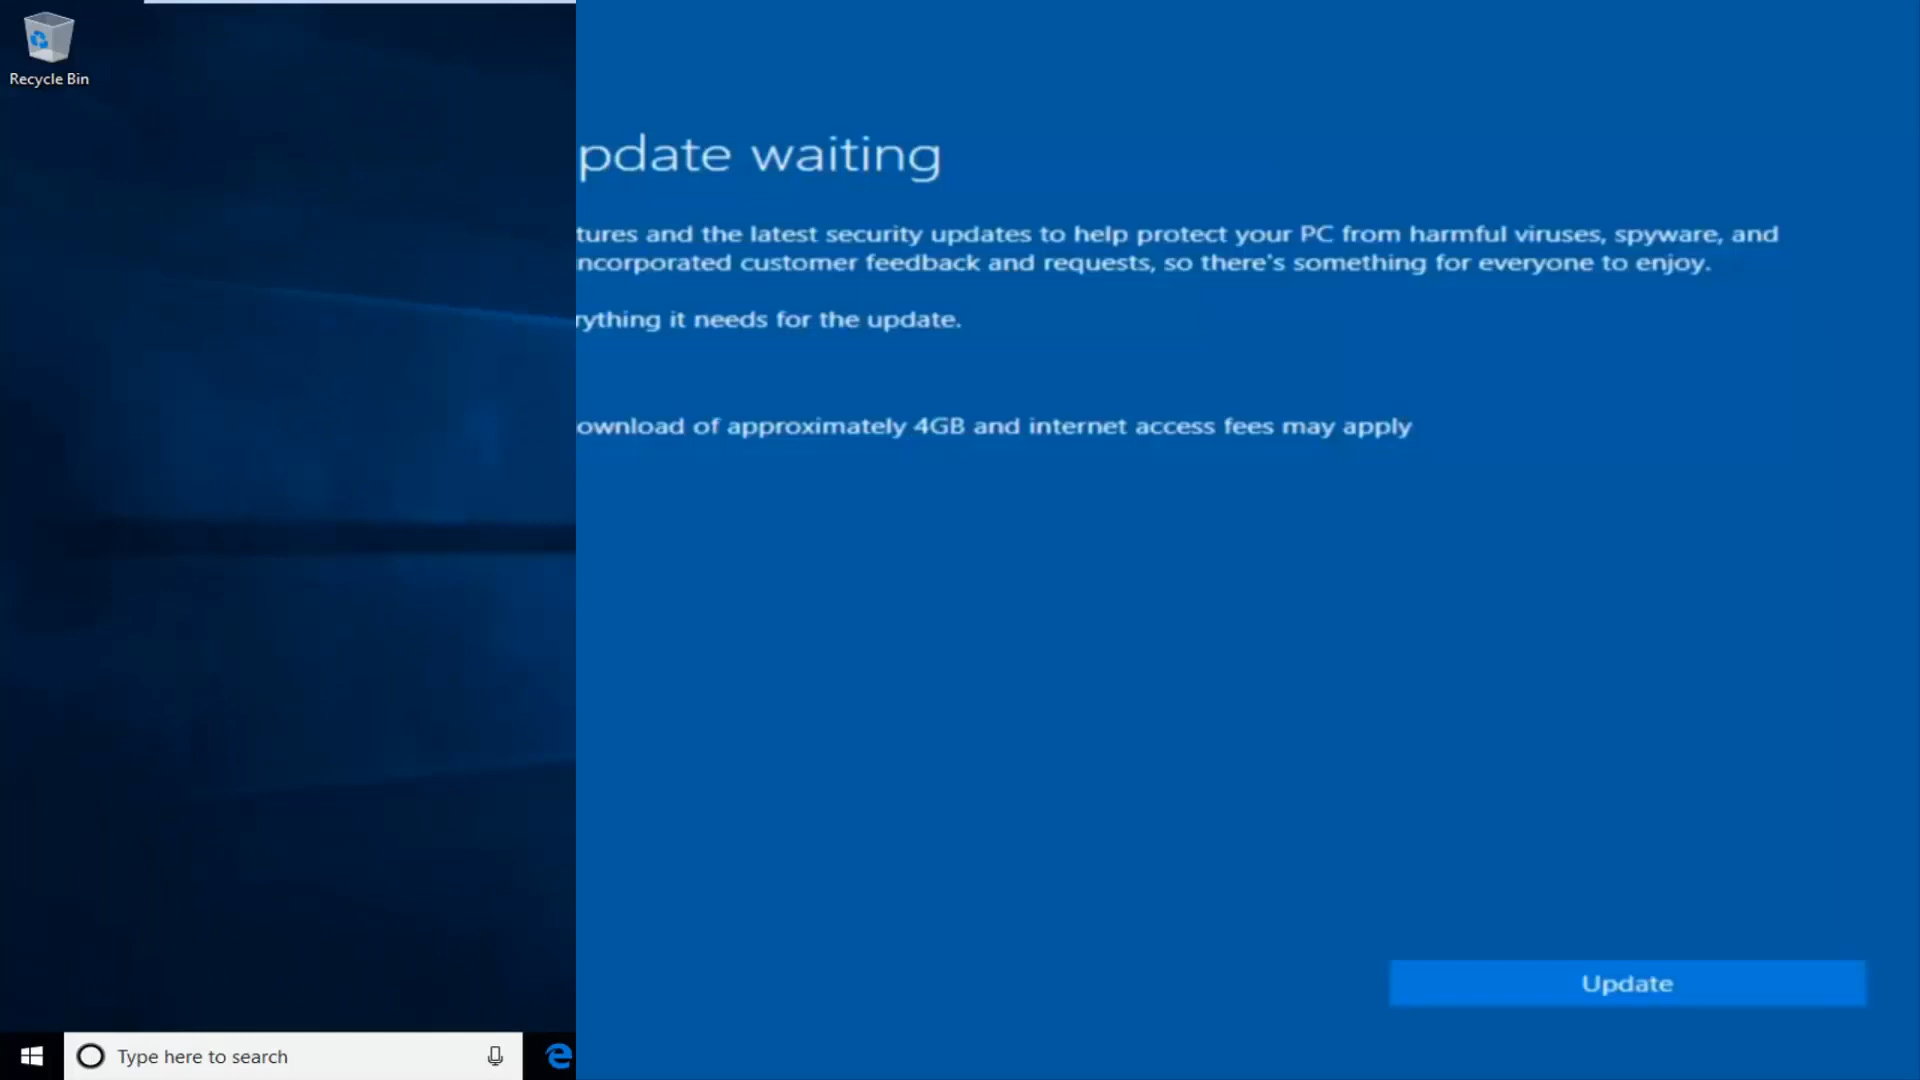 Recycle Bin
pdate waiting
tures and the latest security updates to help protect your PC from harmful viruses, spyware, and
ncorporated customer feedback and requests, so there's something for everyone to enjoy.
rything it needs for the update.
ownload of approximately 4GB and internet access fees may apply
Update
Type here to search